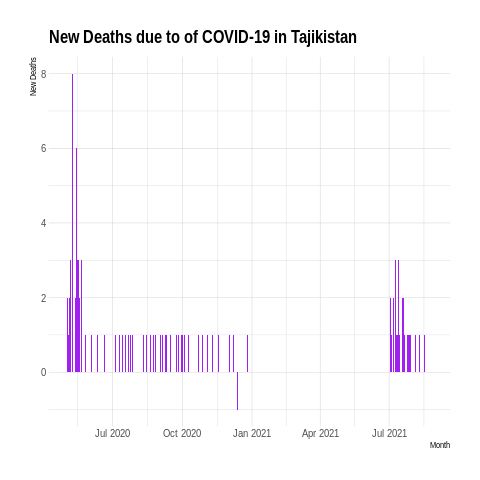 New Deaths due to of COVID-19 in Tajikistan
New Deaths
8
6
4
2
0
Jul 2020 Oct 2020 Jan 2021 Apr 2021 Jul 2021
Month